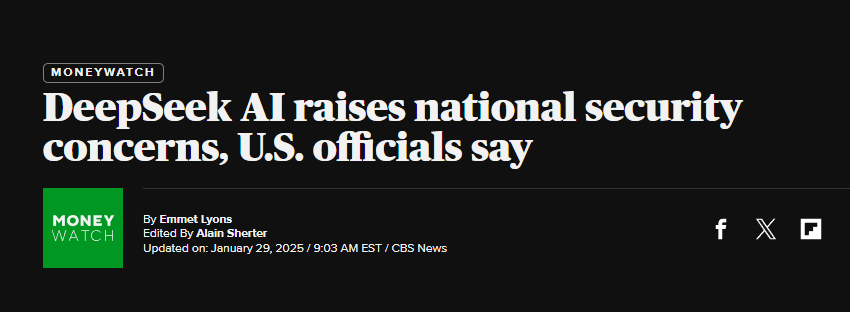 MONEYWATCH
DeepSeek AI raises national security
concerns, U.S. officials say
MONEY
WATCH
By Emmet Lyons
Edited By Alain Sherter
Updated on: January 29, 2025 / 9:03 AM EST / CBS News